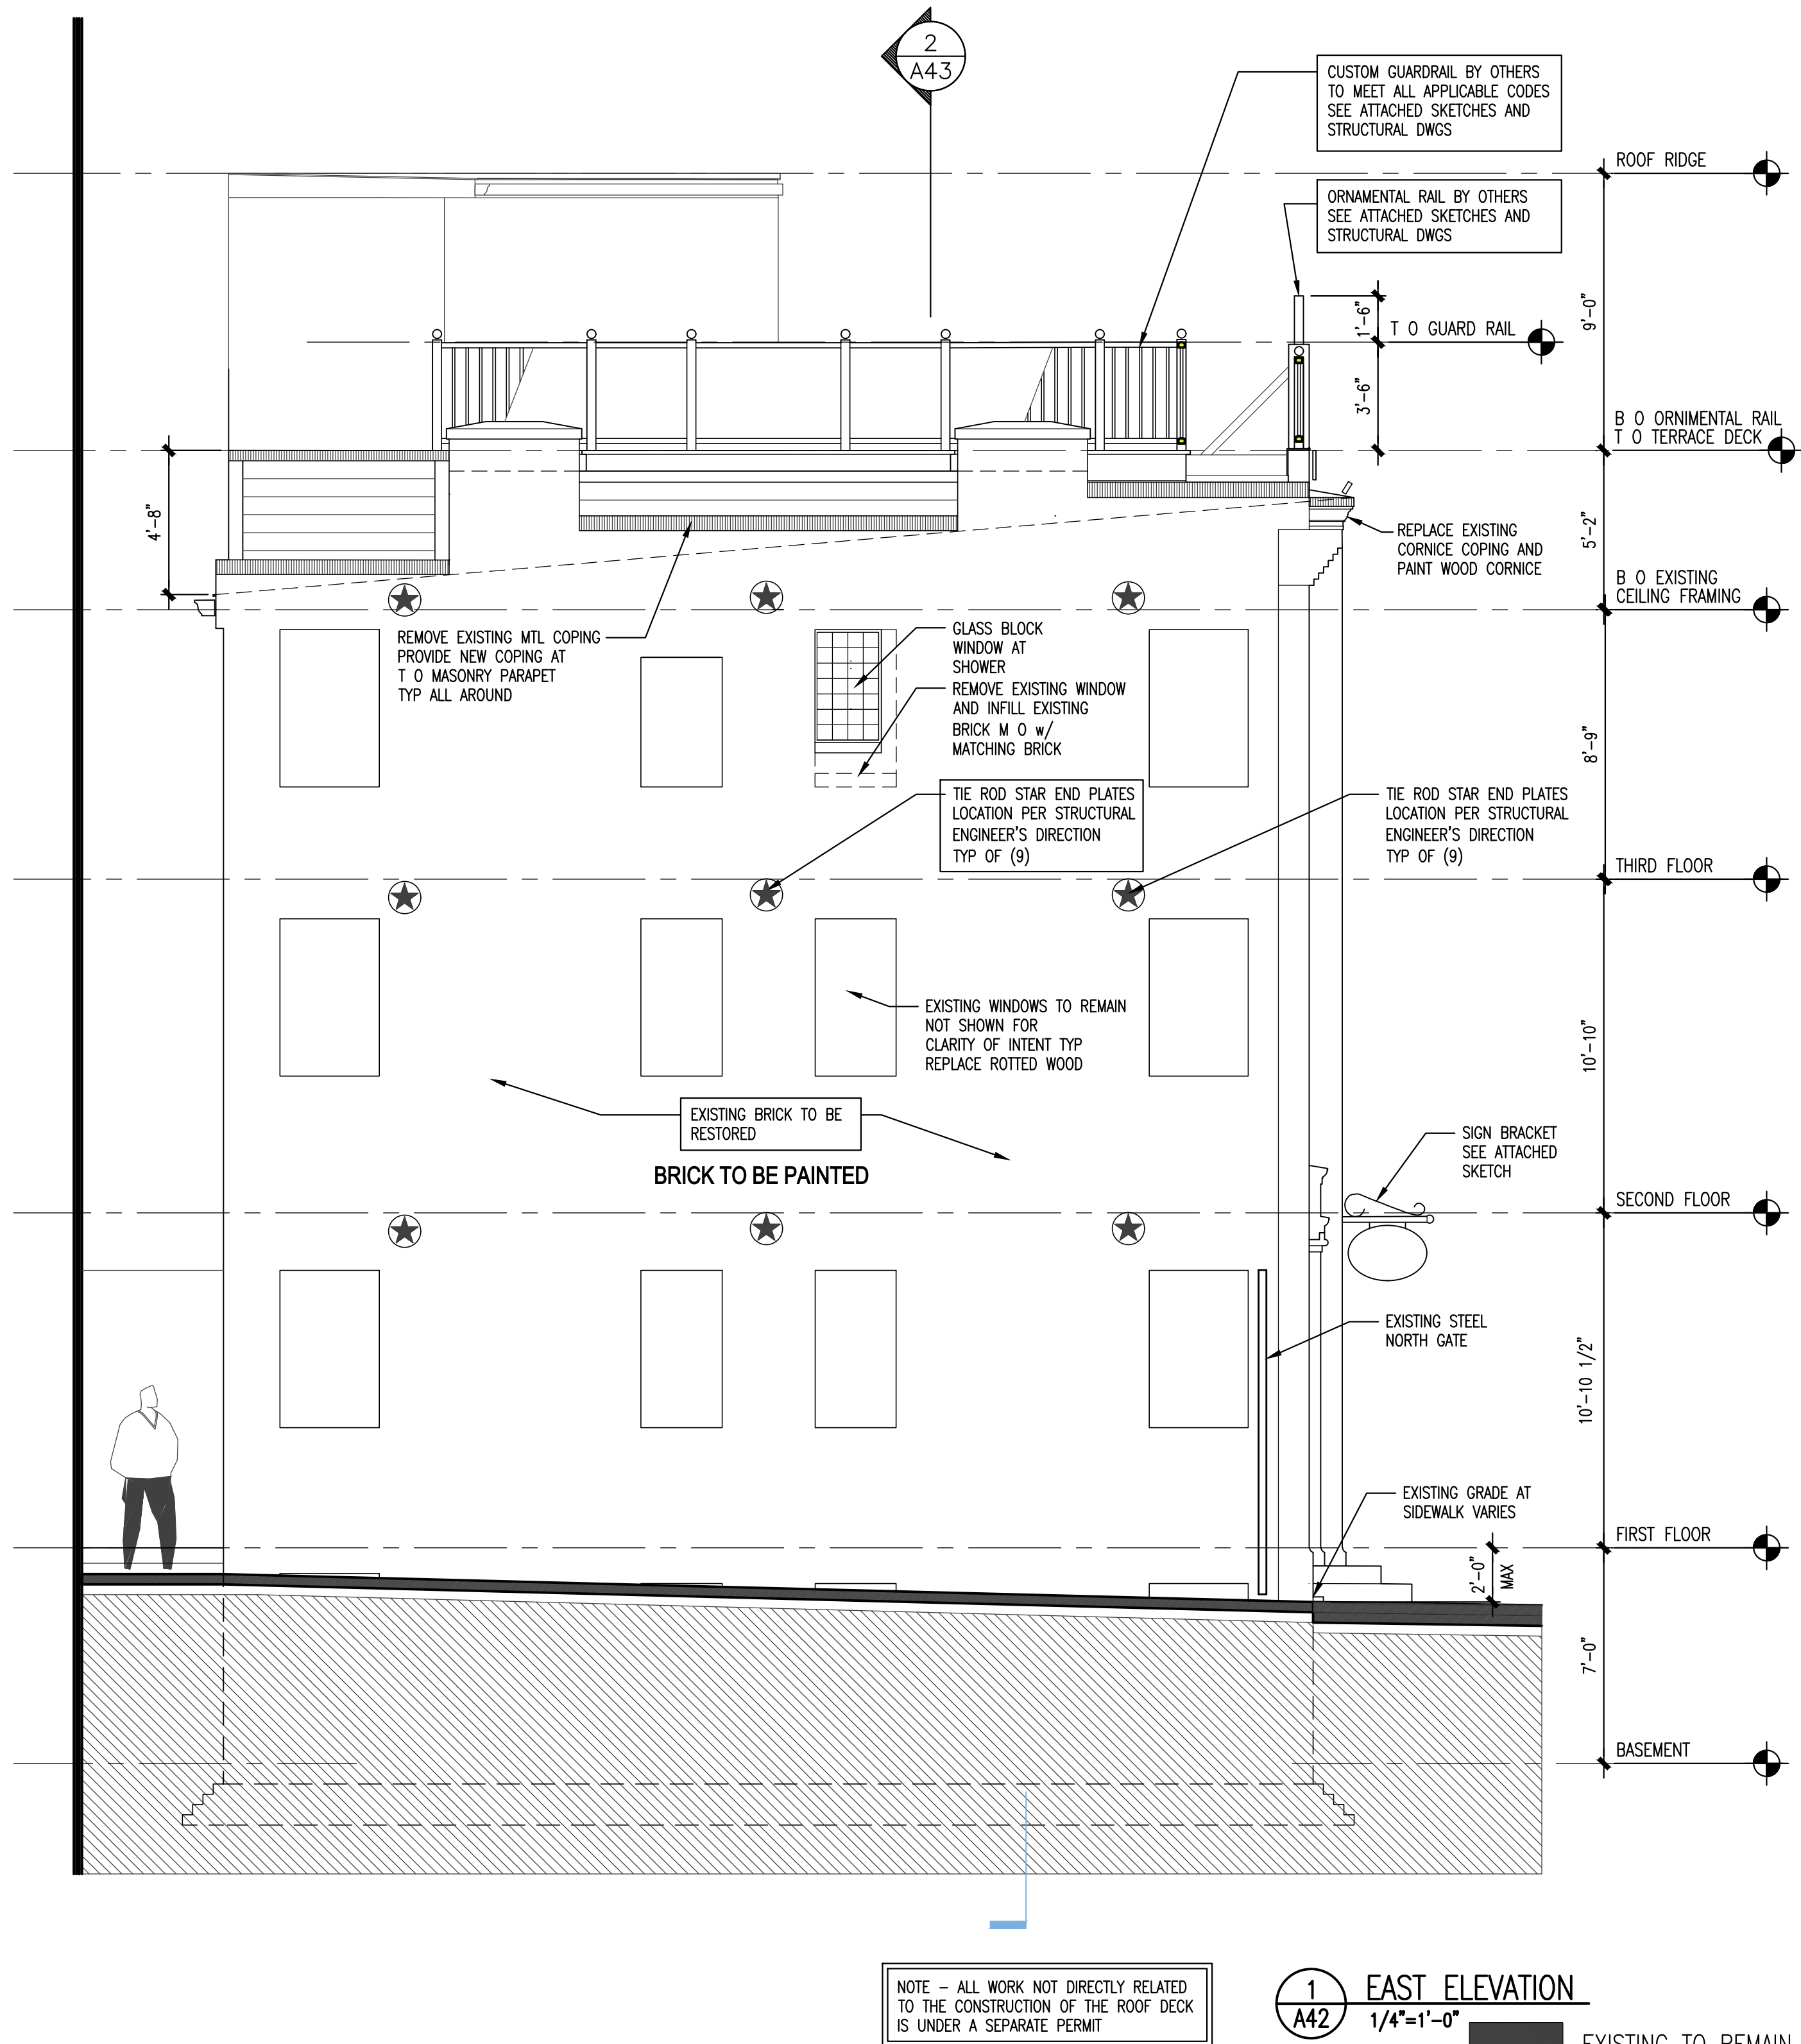 2
A43
CUSTOM GUARDRAIL BY OTHERS
TO MEET ALL APPLICABLE CODES
SEE ATTACHED SKETCHES AND
STRUCTURAL DWGS
ROOF RIDGE
ORNAMENTAL RAIL BY OTHERS
SEE ATTACHED SKETCHES AND
STRUCTURAL DWGS
9'-0"
1'-6"
T O GUARD RAIL
3'-6"
B O ORNIMENTAL RAIL
T O TERRACE DECK
4'-8"
5'-2"
REPLACE EXISTING
CORNICE COPING AND
PAINT WOOD CORNICE
B O EXISTING
CEILING FRAMING
REMOVE EXISTING MTL COPING
PROVIDE NEW COPING AT
T O MASONRY PARAPET
TYP ALL AROUND
GLASS BLOCK
WINDOW AT
SHOWER
REMOVE EXISTING WINDOW
AND INFILL EXISTING
BRICK M O w/
MATCHING BRICK
8'-9"
TIE ROD STAR END PLATES
LOCATION PER STRUCTURAL
ENGINEER'S DIRECTION
TYP OF (9)
TIE ROD STAR END PLATES
LOCATION PER STRUCTURAL
ENGINEER'S DIRECTION
TYP OF (9)
THIRD FLOOR
EXISTING WINDOWS TO REMAIN
NOT SHOWN FOR
CLARITY OF INTENT TYP
REPLACE ROTTED WOOD
10'-10"
EXISTING BRICK TO BE
RESTORED
BRICK TO BE PAINTED
SIGN BRACKET
SEE ATTACHED
SKETCH
SECOND FLOOR
EXISTING STEEL
NORTH GATE
10'-10 1/2"
EXISTING GRADE AT
SIDEWALK VARIES
FIRST FLOOR
2'-0"
MAX
7'-0"
BASEMENT
NOTE – ALL WORK NOT DIRECTLY RELATED
TO THE CONSTRUCTION OF THE ROOF DECK
IS UNDER A SEPARATE PERMIT
1
A42
EAST ELEVATION
1/4"=1'-0"
EXISTING TO REMAIN